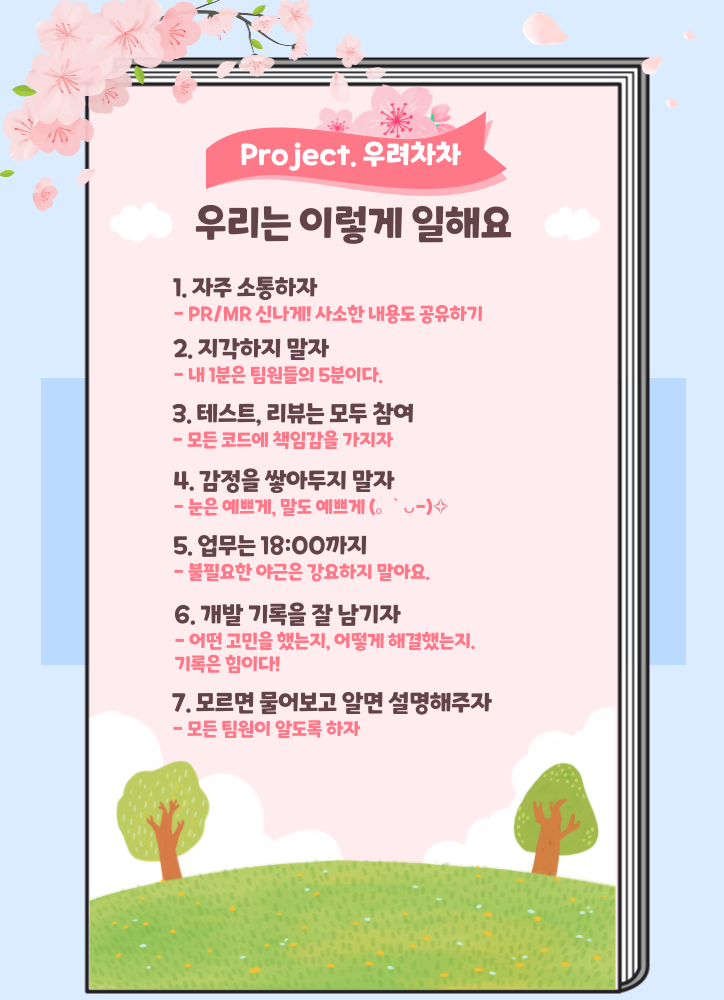 Project. 우려차차
우리는 이렇게 일해요
1. 자주 소통하자
- PR/MR 신나게! 사소한 내용도 공유하기
2. 지각하지 말자
- 내 1분은 팀원들의 5분이다.
3. 테스트, 리뷰는 모두 참여
- 모든 코드에 책임감을 가지자
4. 감정을 쌓아두지 말자
- 눈은 예쁘게, 말도 예쁘게 (。 ˋ ᴗ-)✧
5. 업무는 18:00까지
- 불필요한 야근은 강요하지 말아요.
6. 개발 기록을 잘 남기자
- 어떤 고민을 했는지, 어떻게 해결했는지.
기록은 힘이다!
7. 모르면 물어보고 알면 설명해주자
- 모든 팀원이 알도록 하자